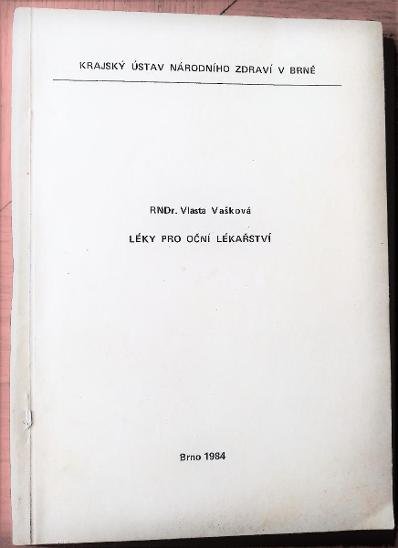 KRAJSKÝ ÚSTAV NÁRODNÍHO ZDRAVÍ V BRNĚ
RNDr. Vlasta Vašková
LÉKY PRO OČNÍ LÉKAŘSTVÍ
Brno 1984